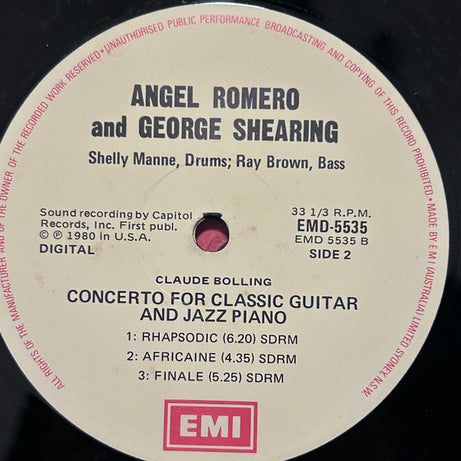 ALL RIGHTS OF THE MANUFACTURER AND OF THE OWNER OF THE RECORDED WORK RESERVED • UNAUTHORISED PUBLIC PERFORMANCE BROADCASTING AND COPYING OF THIS RECORD PROHIBITED • MADE BY EMI (AUSTRALIA) LIMITED SYDNEY N.S.W.
ANGEL ROMERO
and GEORGE SHEARING
Shelly Manne, Drums; Ray Brown, Bass
Sound recording by Capitol
Records, Inc. First publ.
© ℗ 1980 in U.S.A.
DIGITAL
33 1/3 R.P.M.
EMD-5535
EMD 5535 B
SIDE 2
CLAUDE BOLLING
CONCERTO FOR CLASSIC GUITAR
AND JAZZ PIANO
1: RHAPSODIC (6.20) SDRM
2: AFRICAINE (4.35) SDRM
3: FINALE (5.25) SDRM
EMI